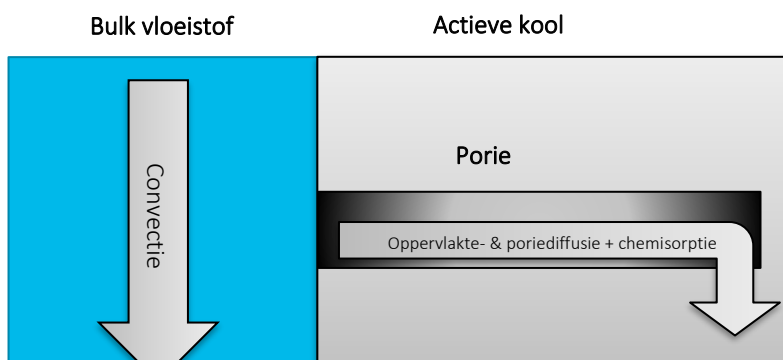 Bulk vloeistof
Actieve kool
Convectie
Porie
Oppervlakte- & poriediffusie + chemisorptie